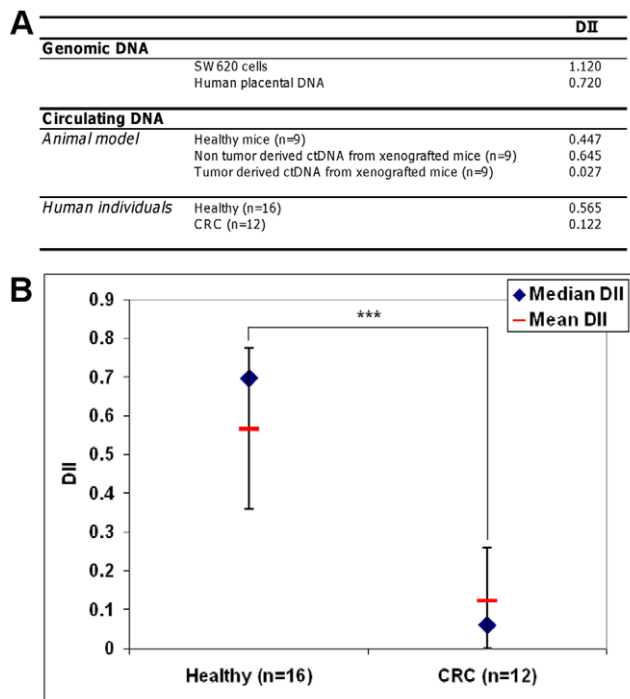 A
DII
Genomic DNA
SW620 cells 1.120
Human placental DNA 0.720
Circulating DNA
Animal model Healthy mice (n=9) 0.447
Non tumor derived ctDNA from xenografted mice (n=9) 0.645
Tumor derived ctDNA from xenografted mice (n=9) 0.027
Human individuals Healthy (n=16) 0.565
CRC (n=12) 0.122
B
Median DII
Mean DII
***
0.9
0.8
0.7
0.6
0.5
0.4
0.3
0.2
0.1
0
DII
Healthy (n=16) CRC (n=12)